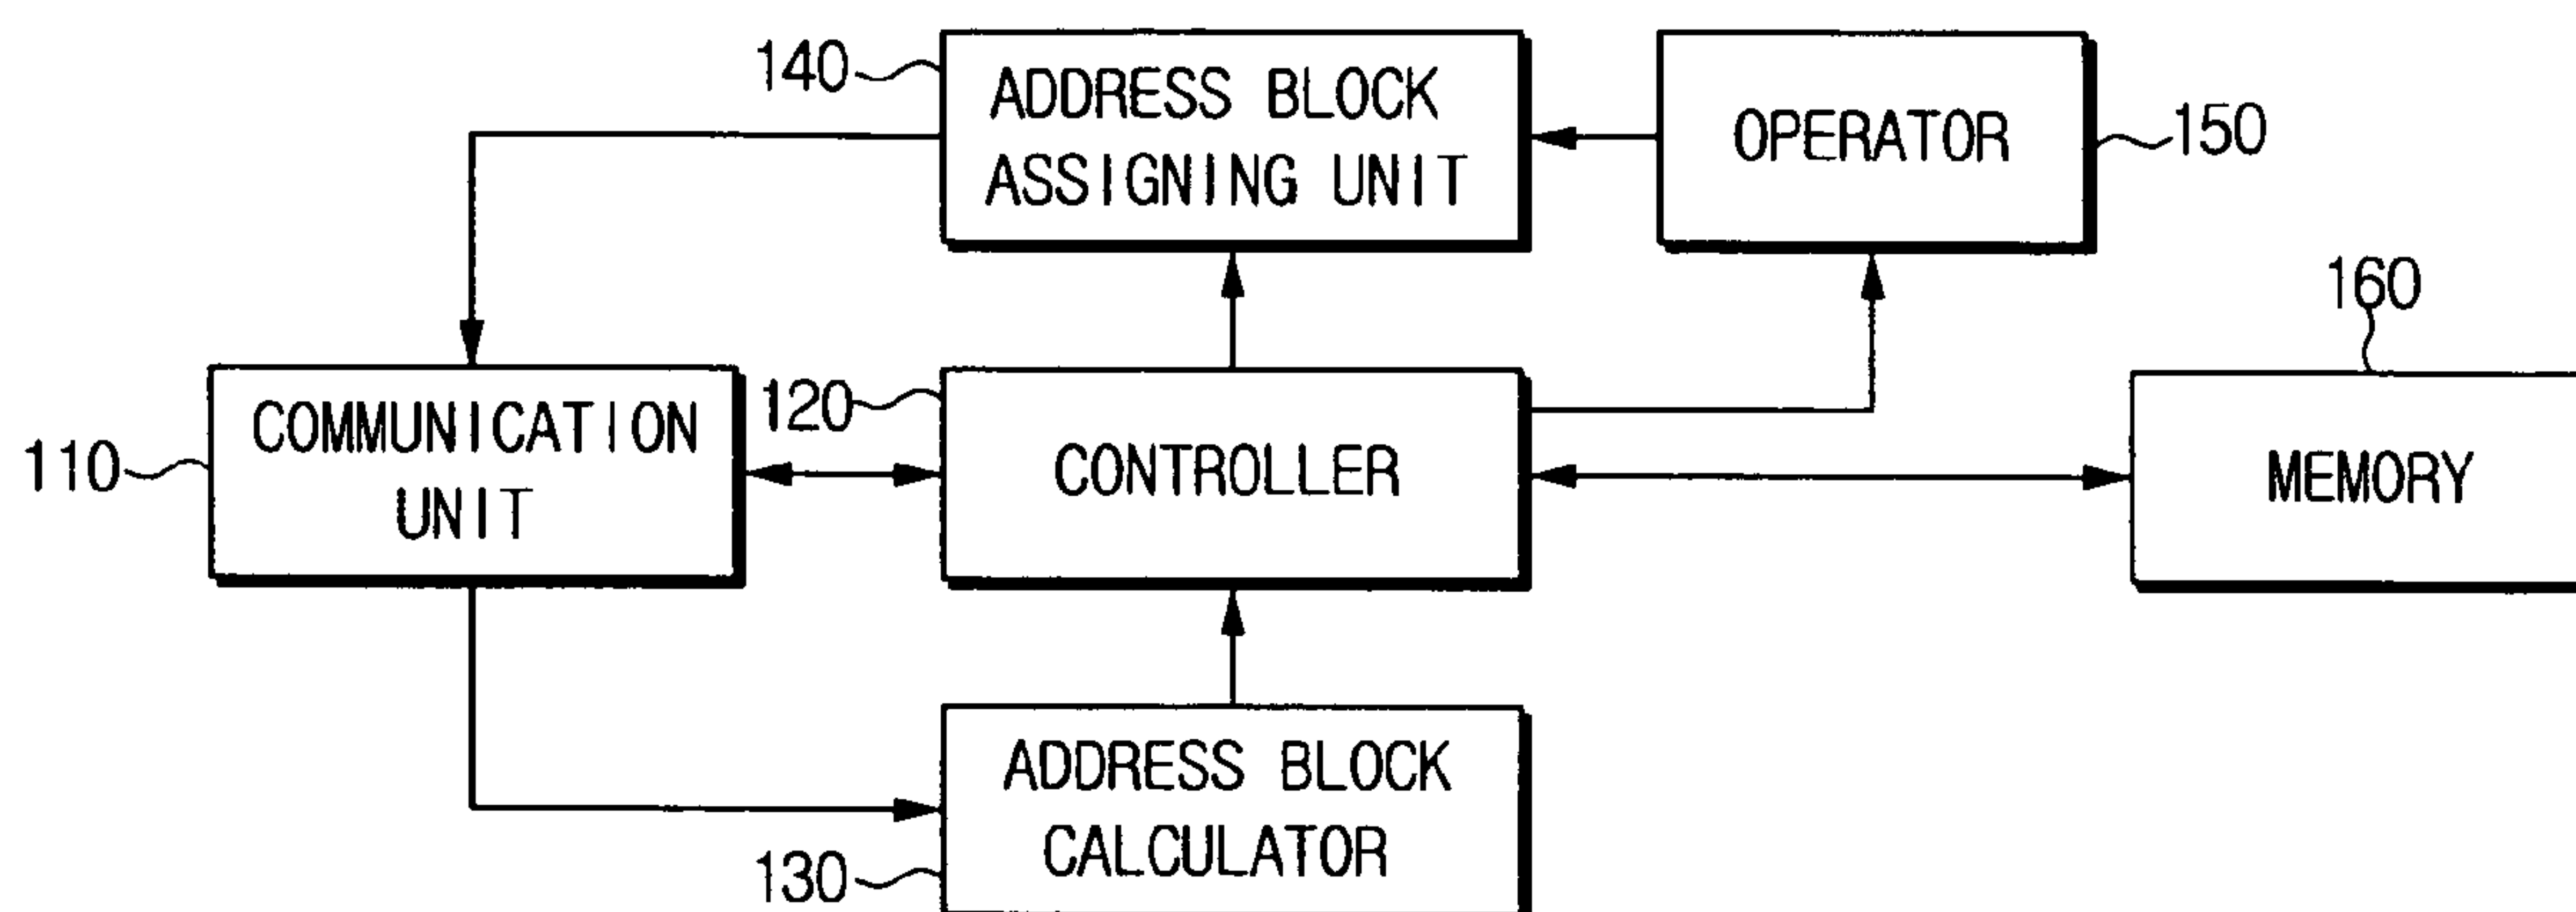 140
ADDRESS BLOCK
ASSIGNING UNIT
OPERATOR
150
160
110
COMMUNICATION
UNIT
120
CONTROLLER
MEMORY
ADDRESS BLOCK
CALCULATOR
130